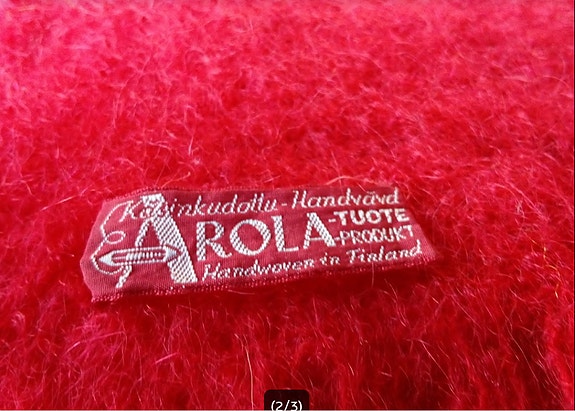 Käsinkudottu-Handvävd
AROLA-TUOTE
-PRODUKT
Handwoven in Finland
(2/3)